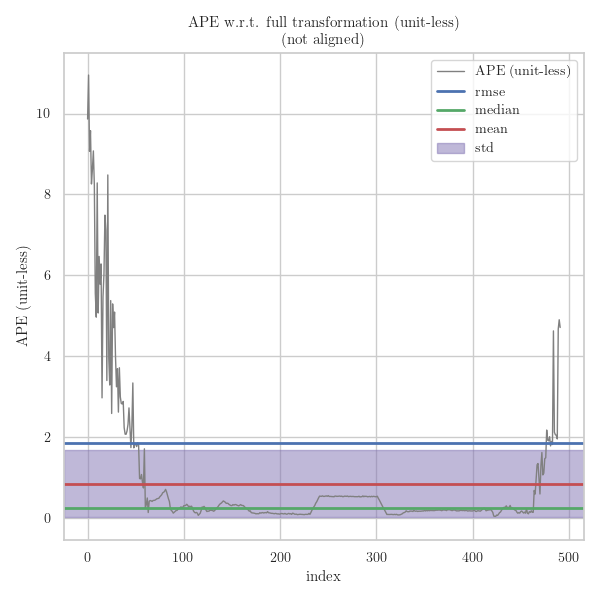 APE w.r.t. full transformation (unit-less)
(not aligned)
APE (unit-less)
rmse
median
mean
std
APE (unit-less)
10
8
6
4
2
0
0 100 200 300 400 500
index